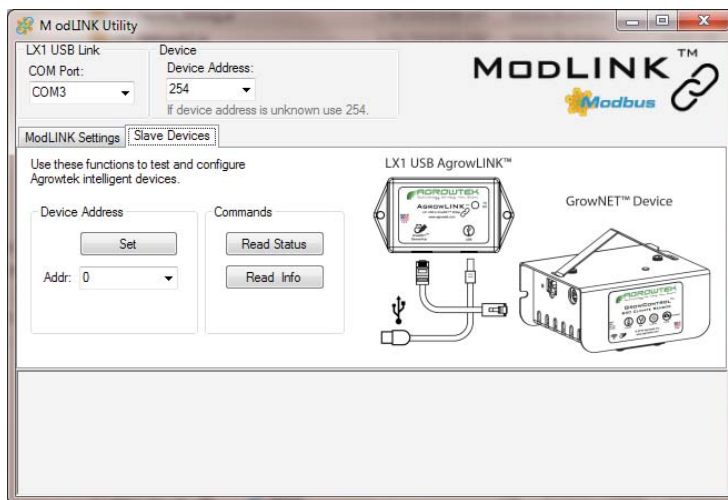 M odLINK Utility
LX1 USB Link
COM Port:
COM3
Device
Device Address:
254
If device address is unknown use 254.
MODLINK™
Modbus
ModLINK Settings
Slave Devices
Use these functions to test and configure
Agrowtek intelligent devices.
Device Address
Set
Addr: 0
Commands
Read Status
Read Info
LX1 USB AgrowLINK™
AGROWTEK
AGROWLINK™
GrowNET™ Device
AGROWTEK
GROWCONTROL